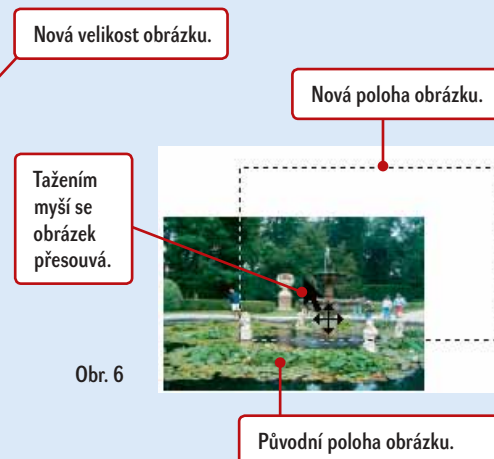 Nová velikost obrázku.
Nová poloha obrázku.
Tažením
myší se
obrázek
přesouvá.
Obr. 6
Původní poloha obrázku.